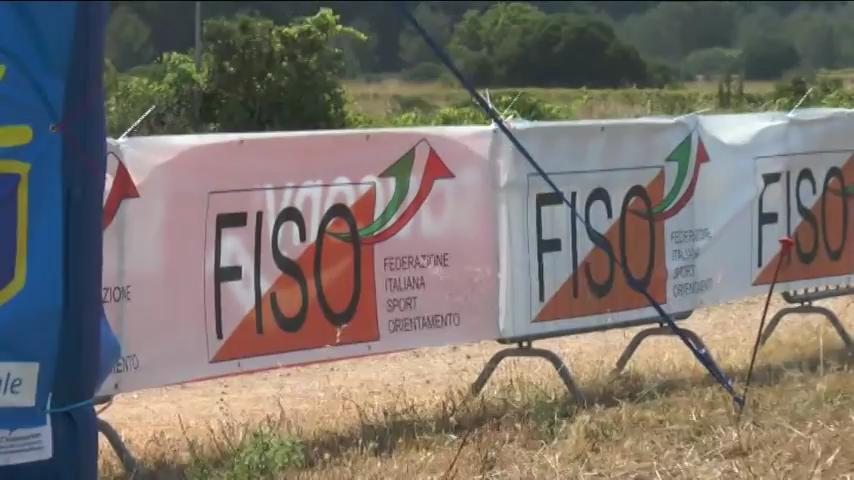 ZIONE
ENTO
FISO
FEDERAZIONE
ITALIANA
SPORT
ORIENTAMENTO
FISO
FEDERAZIONE
ITALIANA
SPORT
ORIENTAMENTO
FISO
ale